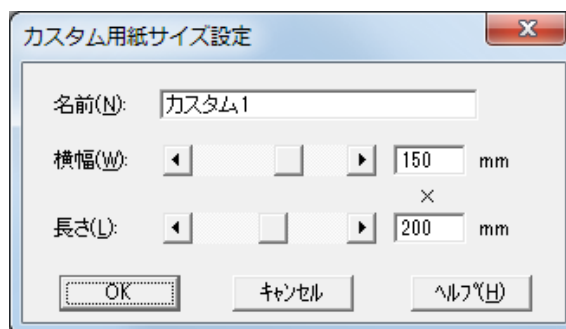 カスタム用紙サイズ設定
名前(N): カスタム1
横幅(W): 150 mm
×
長さ(L): 200 mm
OK キャンセル ヘルプ(H)